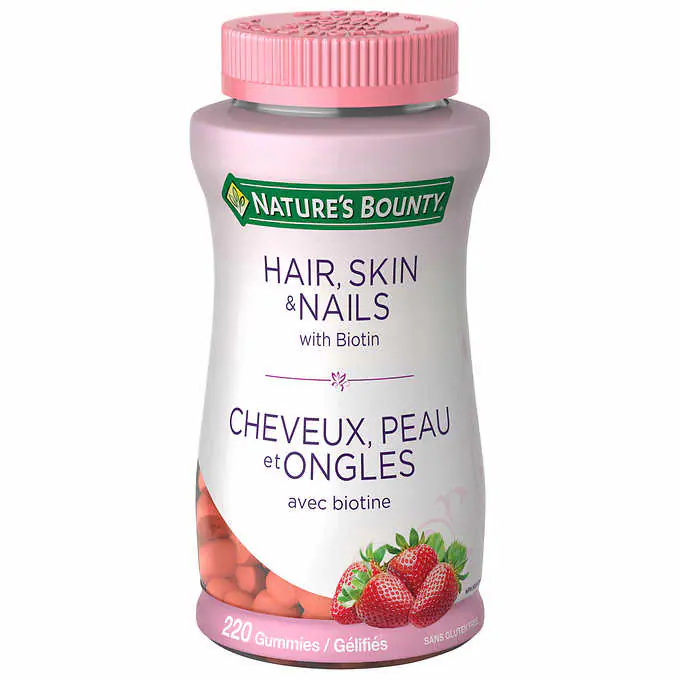 NATURE'S BOUNTY®
HAIR, SKIN
& NAILS
with Biotin
CHEVEUX, PEAU
et ONGLES
avec biotine
220 Gummies / Gélifiés
SANS GLUTEN FREE